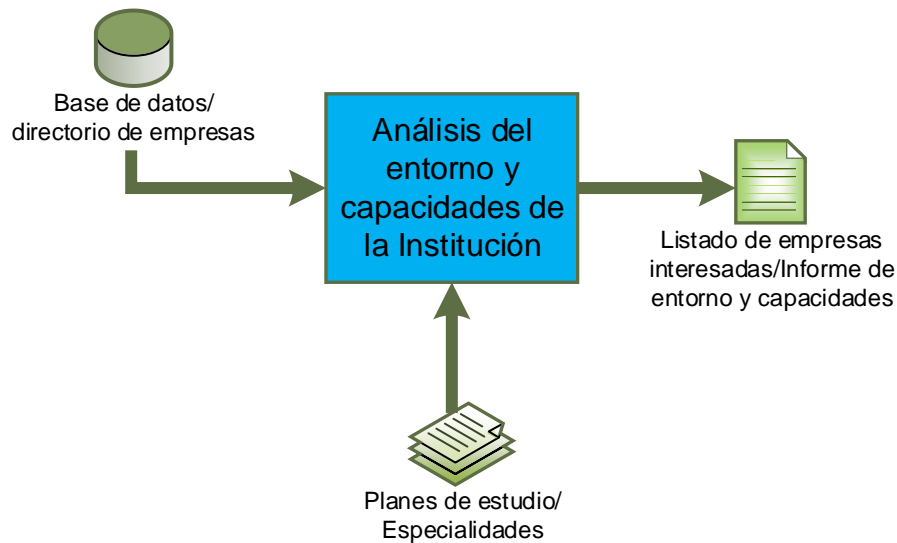 Base de datos/
directorio de empresas
Análisis del
entorno y
capacidades de
la Institución
Listado de empresas
interesadas/Informe de
entorno y capacidades
Planes de estudio/
Especialidades